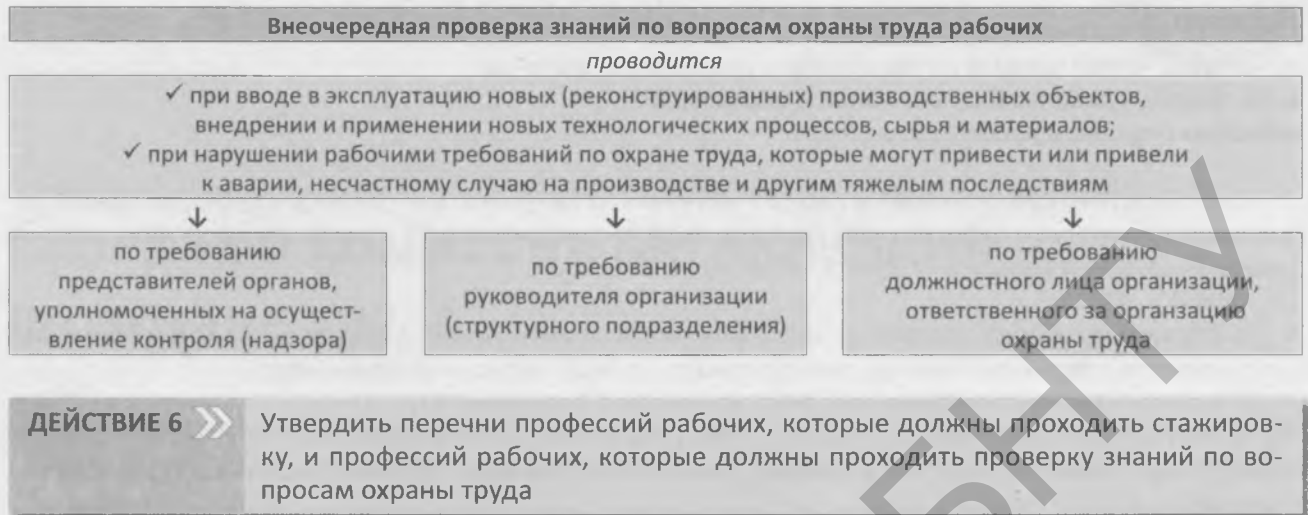 Внеочередная проверка знаний по вопросам охраны труда рабочих
проводится
✓ при вводе в эксплуатацию новых (реконструированных) производственных объектов,
внедрении и применении новых технологических процессов, сырья и материалов;
✓ при нарушении рабочими требований по охране труда, которые могут привести или привели
к аварии, несчастному случаю на производстве и другим тяжелым последствиям
↓ ↓ ↓
по требованию
представителей органов,
уполномоченных на осущест-
вление контроля (надзора)
по требованию
руководителя организации
(структурного подразделения)
по требованию
должностного лица организации,
ответственного за органзацию
охраны труда
ДЕЙСТВИЕ 6 »
Утвердить перечни профессий рабочих, которые должны проходить стажиров-
ку, и профессий рабочих, которые должны проходить проверку знаний по во-
просам охраны труда
БНТУ